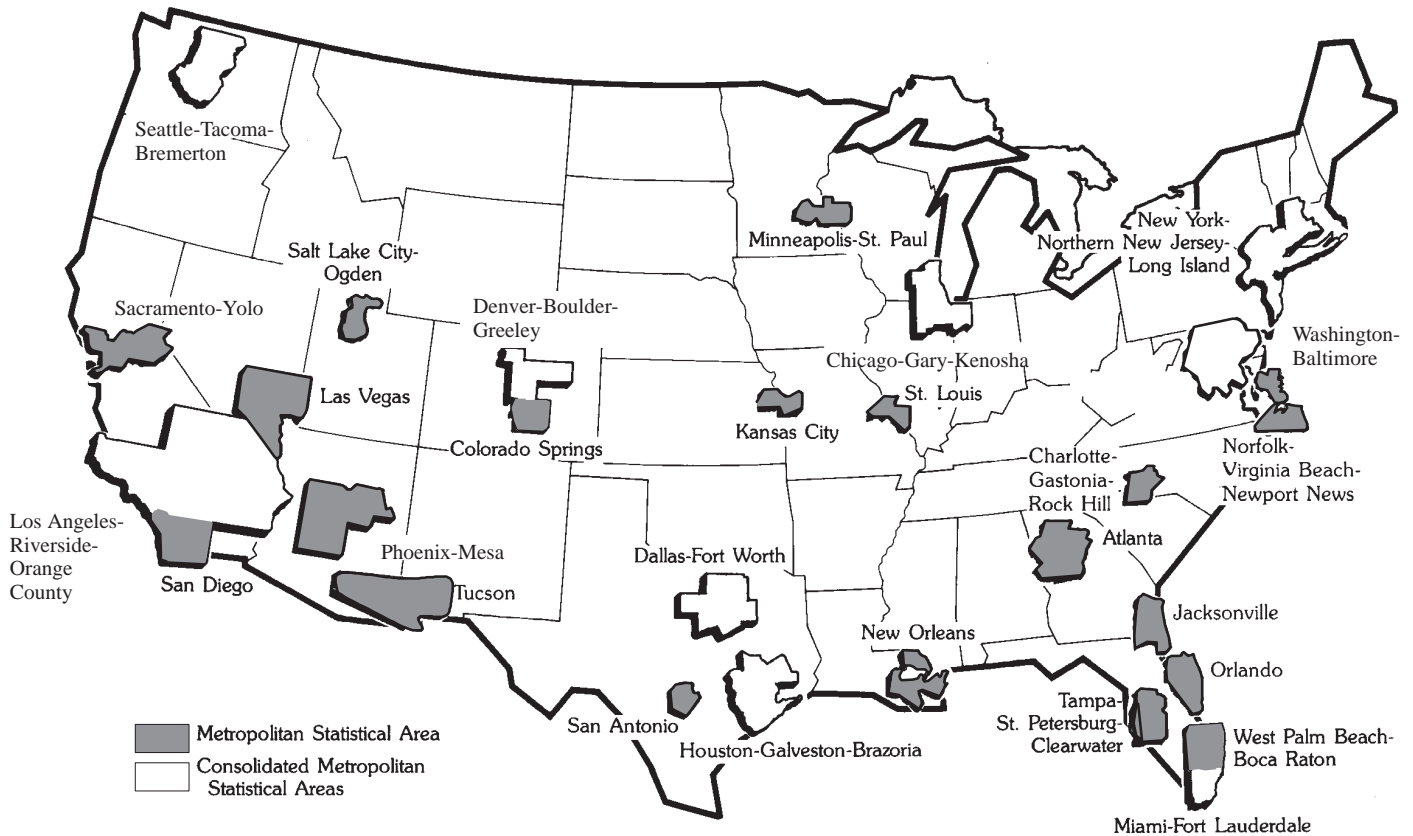 Seattle-Tacoma-
Bremerton
Salt Lake City-
Ogden
Sacramento-Yolo
Denver-Boulder-
Greeley
Las Vegas
Colorado Springs
Los Angeles-
Riverside-
Orange
County
San Diego
Phoenix-Mesa
Tucson
Minneapolis-St. Paul
Northern
New York-
New Jersey-
Long Island
Chicago-Gary-Kenosha
St. Louis
Kansas City
Washington-
Baltimore
Norfolk-
Virginia Beach-
Newport News
Charlotte-
Gastonia-
Rock Hill
Atlanta
Dallas-Fort Worth
New Orleans
San Antonio
Houston-Galveston-Brazoria
Jacksonville
Orlando
Tampa-
St. Petersburg-
Clearwater
West Palm Beach-
Boca Raton
Miami-Fort Lauderdale
Metropolitan Statistical Area
Consolidated Metropolitan
Statistical Areas